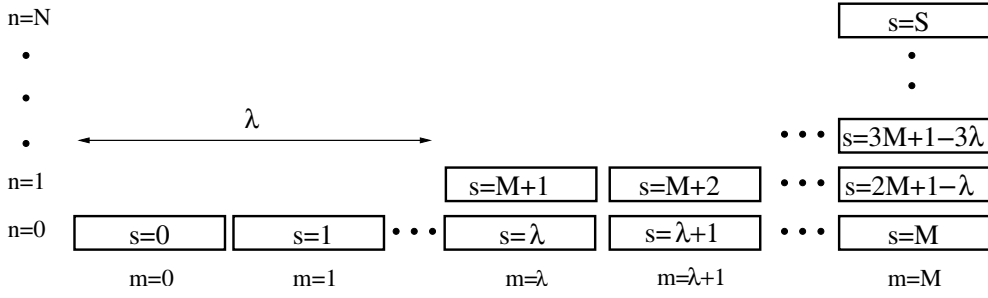 n=N s=S
λ
s=3M+1−3λ
n=1 s=M+1 s=M+2 s=2M+1−λ
n=0 s=0 s=1 s=λ s=λ+1 s=M
m=0 m=1 m=λ m=λ+1 m=M